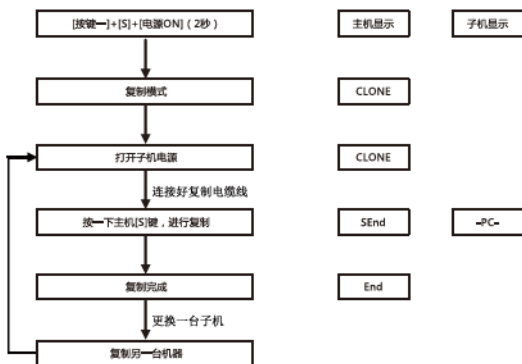 [按键一]+[S]+[电源ON]（2秒） 主机显示 子机显示
复制模式 CLONE
打开子机电源 CLONE
连接好复制电缆线
按一下主机[S]键，进行复制 SEnd -PC-
复制完成 End
更换一台子机
复制另一台机器